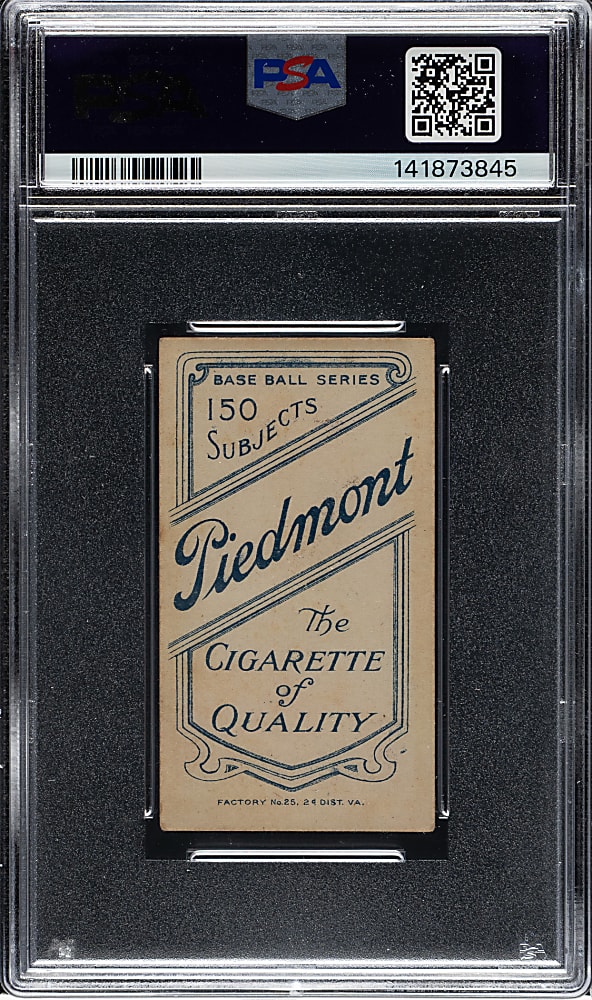 PSA
141873845
BASE BALL SERIES
150
SUBJECTS
Piedmont
The
CIGARETTE
of
QUALITY
FACTORY No. 25, 2d DIST. VA.